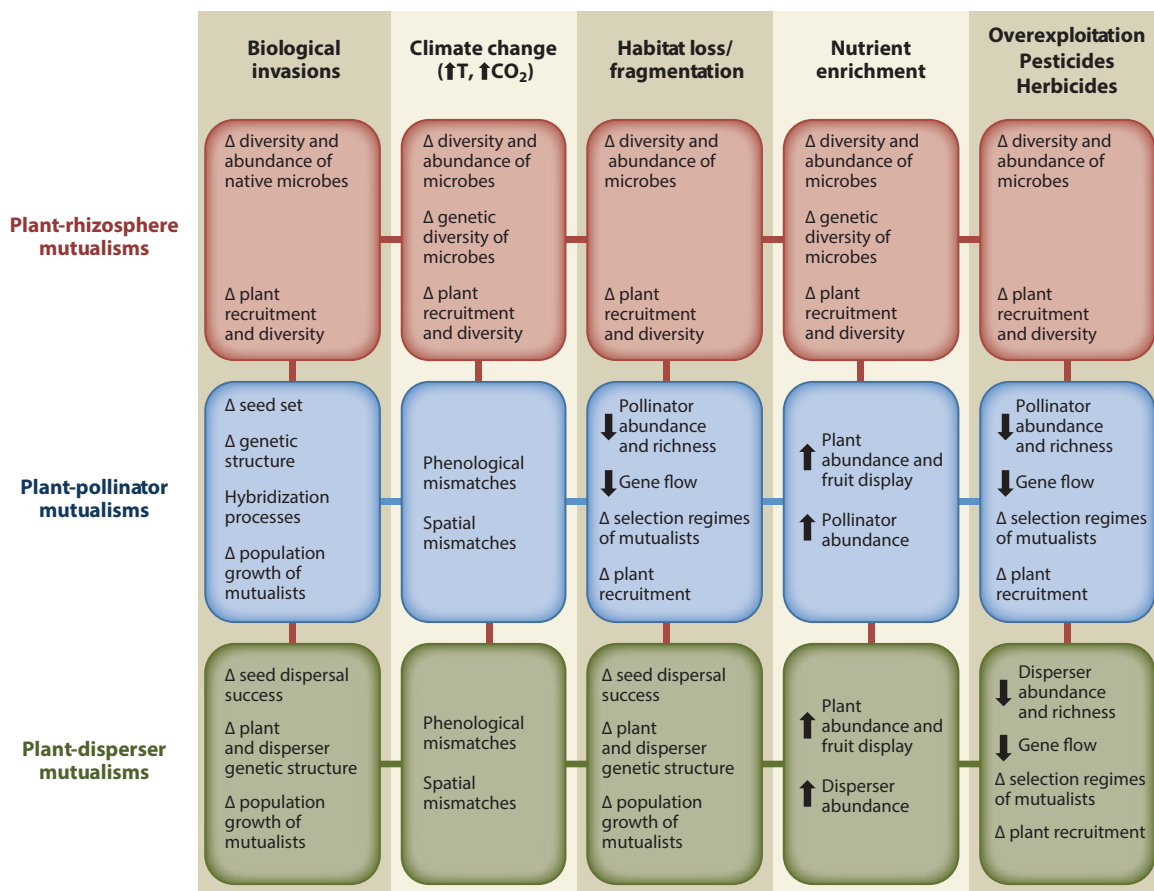 Biological
invasions
Climate change
(⬆T, ⬆CO₂)
Habitat loss/
fragmentation
Nutrient
enrichment
Overexploitation
Pesticides
Herbicides
Plant-rhizosphere
mutualisms
Δ diversity and
abundance of
native microbes
Δ plant
recruitment
and diversity
Δ diversity and
abundance of
microbes
Δ genetic
diversity of
microbes
Δ plant
recruitment
and diversity
Δ diversity and
abundance of
microbes
Δ plant
recruitment
and diversity
Δ diversity and
abundance of
microbes
Δ genetic
diversity of
microbes
Δ plant
recruitment
and diversity
Δ diversity and
abundance of
microbes
Δ plant
recruitment
and diversity
Plant-pollinator
mutualisms
Δ seed set
Δ genetic
structure
Hybridization
processes
Δ population
growth of
mutualists
Phenological
mismatches
Spatial
mismatches
Pollinator
⬇ abundance
and richness
⬇ Gene flow
Δ selection regimes
of mutualists
Δ plant
recruitment
⬆ Plant
abundance and
fruit display
⬆ Pollinator
abundance
Pollinator
⬇ abundance
and richness
⬇ Gene flow
Δ selection regimes
of mutualists
Δ plant
recruitment
Plant-disperser
mutualisms
Δ seed dispersal
success
Δ plant
and disperser
genetic structure
Δ population
growth of
mutualists
Phenological
mismatches
Spatial
mismatches
Δ seed dispersal
success
Δ plant
and disperser
genetic structure
Δ population
growth of
mutualists
⬆ Plant
abundance and
fruit display
⬆ Disperser
abundance
Disperser
⬇ abundance
and richness
⬇ Gene flow
Δ selection regimes
of mutualists
Δ plant recruitment